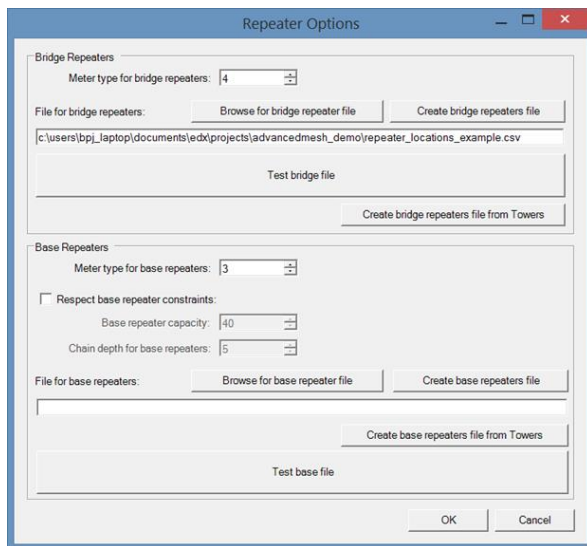 Repeater Options
Bridge Repeaters
Meter type for bridge repeaters: 4
File for bridge repeaters: Browse for bridge repeater file Create bridge repeaters file
c:\users\bpj_laptop\documents\edx\projects\advancedmesh_demo\repeater_locations_example.csv
Test bridge file
Create bridge repeaters file from Towers
Base Repeaters
Meter type for base repeaters: 3
Respect base repeater constraints:
Base repeater capacity: 40
Chain depth for base repeaters: 5
File for base repeaters: Browse for base repeater file Create base repeaters file
Create base repeaters file from Towers
Test base file
OK Cancel